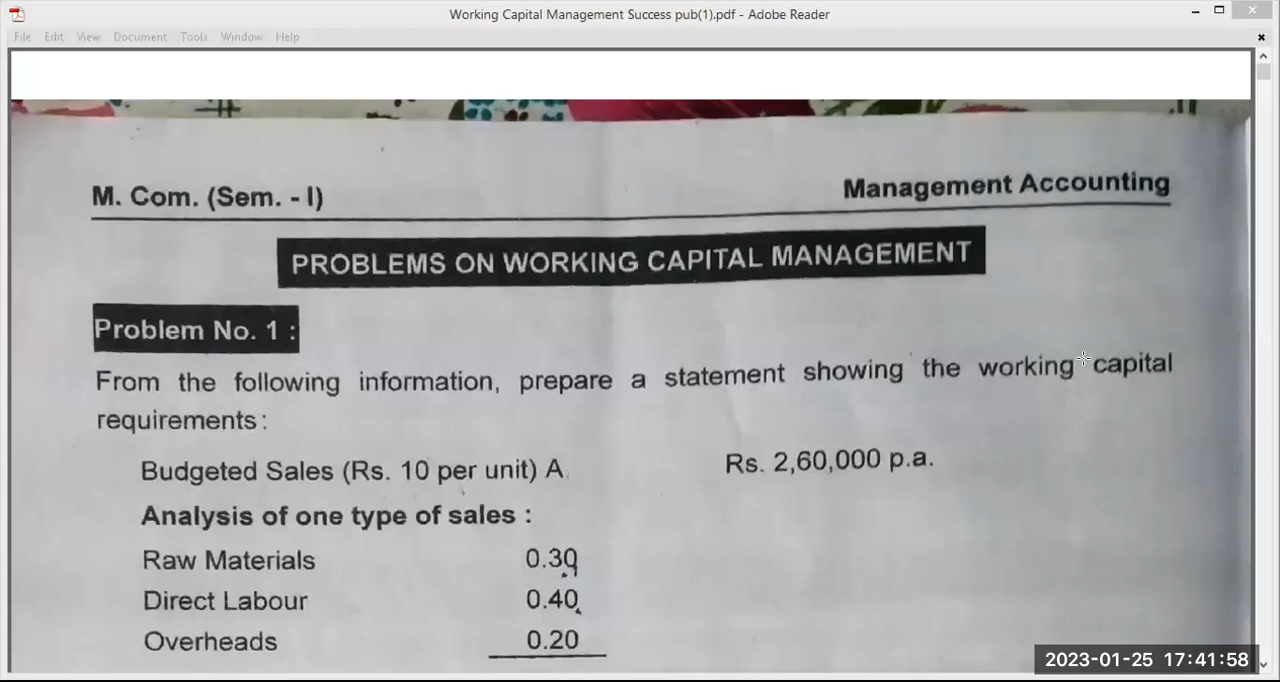 Working Capital Management Success pub(1).pdf - Adobe Reader
File Edit View Document Tools Window Help
M. Com. (Sem. - I) Management Accounting
PROBLEMS ON WORKING CAPITAL MANAGEMENT
Problem No. 1 :
From the following information, prepare a statement showing the working capital
requirements :
Budgeted Sales (Rs. 10 per unit) A Rs. 2,60,000 p.a.
Analysis of one type of sales :
Raw Materials 0.30
Direct Labour 0.40
Overheads 0.20
2023-01-25 17:41:58